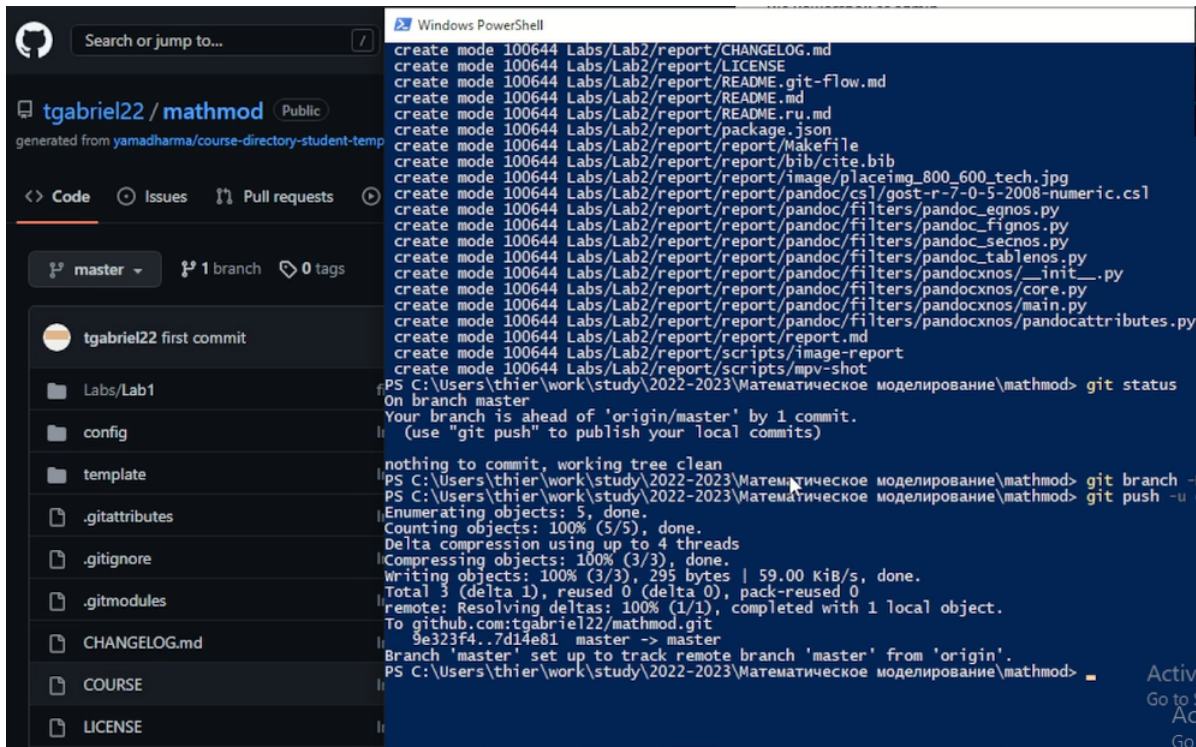 Search or jump to... /
tgabriel22 / mathmod Public
generated from yamadharma/course-directory-student-temp
Code Issues Pull requests
master 1 branch 0 tags
tgabriel22 first commit
Labs/Lab1
config
template
.gitattributes
.gitignore
.gitmodules
CHANGELOG.md
COURSE
LICENSE
Windows PowerShell
create mode 100644 Labs/Lab2/report/CHANGELOG.md
create mode 100644 Labs/Lab2/report/LICENSE
create mode 100644 Labs/Lab2/report/README.git-flow.md
create mode 100644 Labs/Lab2/report/README.md
create mode 100644 Labs/Lab2/report/README.ru.md
create mode 100644 Labs/Lab2/report/package.json
create mode 100644 Labs/Lab2/report/report/Makefile
create mode 100644 Labs/Lab2/report/report/bib/cite.bib
create mode 100644 Labs/Lab2/report/report/image/placeimg_800_600_tech.jpg
create mode 100644 Labs/Lab2/report/report/pandoc/csl/gost-r-7-0-5-2008-numeric.csl
create mode 100644 Labs/Lab2/report/report/pandoc/filters/pandoc_eqnos.py
create mode 100644 Labs/Lab2/report/report/pandoc/filters/pandoc_fignos.py
create mode 100644 Labs/Lab2/report/report/pandoc/filters/pandoc_secnos.py
create mode 100644 Labs/Lab2/report/report/pandoc/filters/pandoc_tablenos.py
create mode 100644 Labs/Lab2/report/report/pandoc/filters/pandocxnos/__init__.py
create mode 100644 Labs/Lab2/report/report/pandoc/filters/pandocxnos/core.py
create mode 100644 Labs/Lab2/report/report/pandoc/filters/pandocxnos/main.py
create mode 100644 Labs/Lab2/report/report/pandoc/filters/pandocxnos/pandocattributes.py
create mode 100644 Labs/Lab2/report/report/report.md
create mode 100644 Labs/Lab2/report/scripts/image-report
create mode 100644 Labs/Lab2/report/scripts/mpv-shot
PS C:\Users\thier\work\study\2022-2023\Математическое моделирование\mathmod> git status
On branch master
Your branch is ahead of 'origin/master' by 1 commit.
(use "git push" to publish your local commits)
nothing to commit, working tree clean
PS C:\Users\thier\work\study\2022-2023\Математическое моделирование\mathmod> git branch -
PS C:\Users\thier\work\study\2022-2023\Математическое моделирование\mathmod> git push -u
Enumerating objects: 5, done.
Counting objects: 100% (5/5), done.
Delta compression using up to 4 threads
Compressing objects: 100% (3/3), done.
Writing objects: 100% (3/3), 295 bytes | 59.00 KiB/s, done.
Total 3 (delta 1), reused 0 (delta 0), pack-reused 0
remote: Resolving deltas: 100% (1/1), completed with 1 local object.
To github.com:tgabriel22/mathmod.git
9e323f4..7d14e81 master -> master
Branch 'master' set up to track remote branch 'master' from 'origin'.
PS C:\Users\thier\work\study\2022-2023\Математическое моделирование\mathmod>
Activ
Go to
Ac
Go